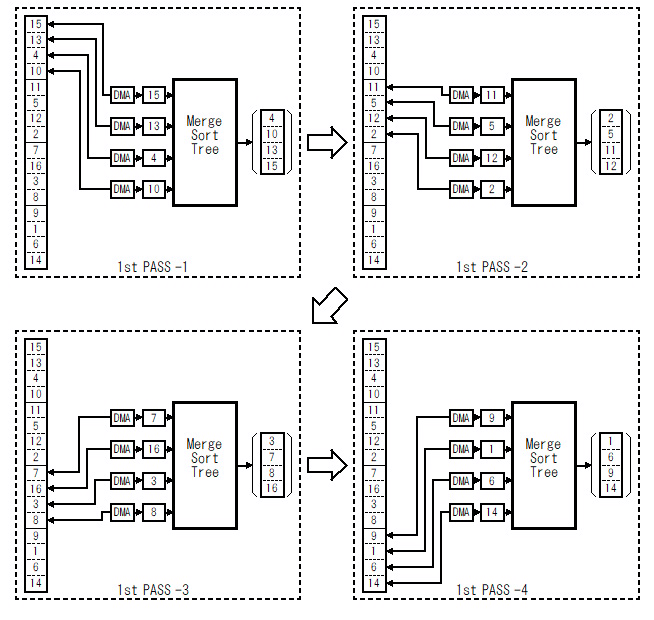 15
13
4
10
11
5
12
2
7
16
3
8
9
1
6
14
DMA 15
DMA 13
DMA 4
DMA 10
Merge
Sort
Tree
4
10
13
15
1st PASS -1
15
13
4
10
11
5
12
2
7
16
3
8
9
1
6
14
DMA 11
DMA 5
DMA 12
DMA 2
Merge
Sort
Tree
2
5
11
12
1st PASS -2
15
13
4
10
11
5
12
2
7
16
3
8
9
1
6
14
DMA 7
DMA 16
DMA 3
DMA 8
Merge
Sort
Tree
3
7
8
16
1st PASS -3
15
13
4
10
11
5
12
2
7
16
3
8
9
1
6
14
DMA 9
DMA 1
DMA 6
DMA 14
Merge
Sort
Tree
1
6
9
14
1st PASS -4